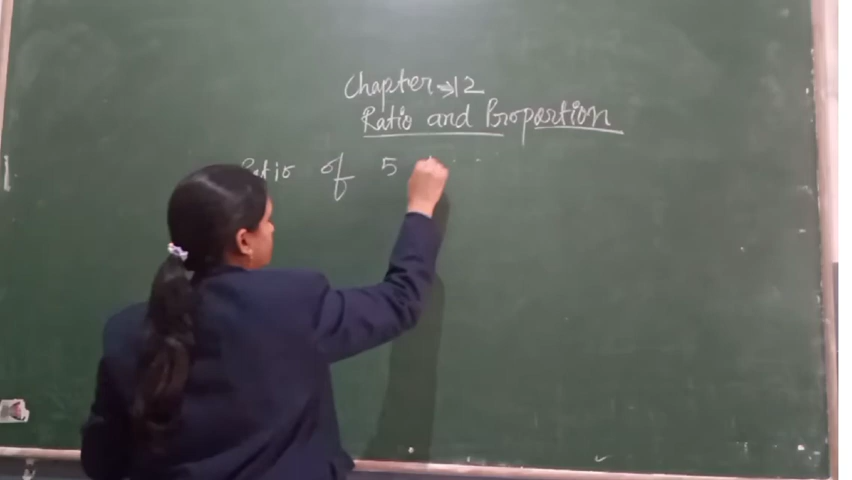 Chapter → 12
Ratio and Proportion
Ratio of 5